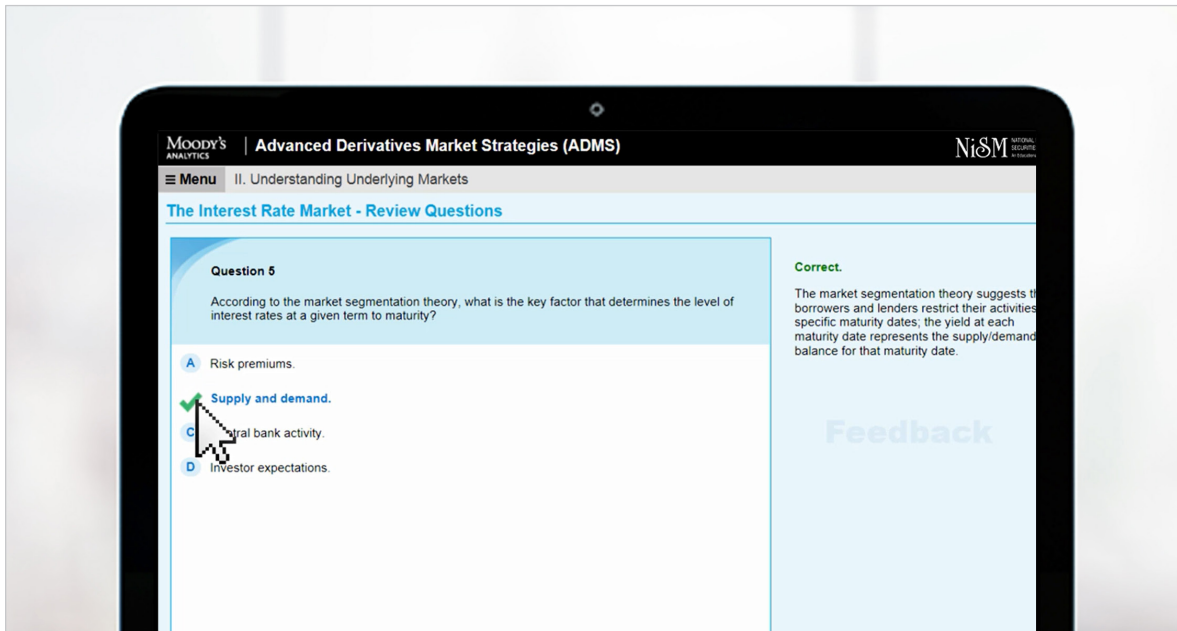 MOODY'S
ANALYTICS
Advanced Derivatives Market Strategies (ADMS)
NiSM
NATIONAL
≡ Menu
II. Understanding Underlying Markets
The Interest Rate Market - Review Questions
Question 5
According to the market segmentation theory, what is the key factor that determines the level of
interest rates at a given term to maturity?
A Risk premiums.
Supply and demand.
C tral bank activity.
D Investor expectations.
Correct.
The market segmentation theory suggests
borrowers and lenders restrict their activities
specific maturity dates; the yield at each
maturity date represents the supply/demand
balance for that maturity date.
Feedback